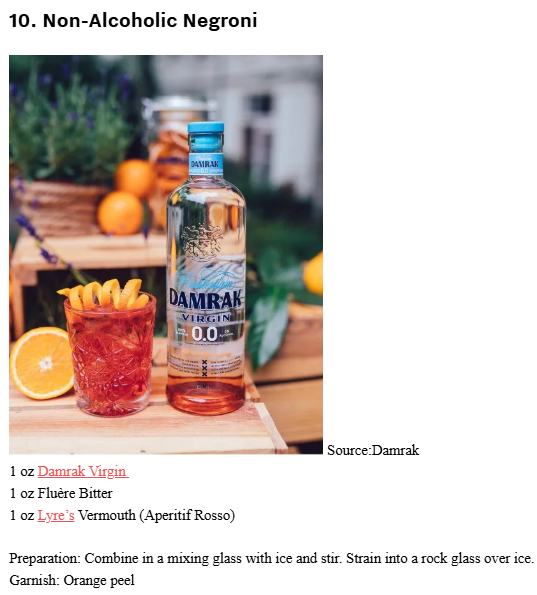 10. Non-Alcoholic Negroni
DAMRAK
Amsterdam
DAMRAK
VIRGIN
0.0
Source:Damrak
1 oz Damrak Virgin
1 oz Fluère Bitter
1 oz Lyre's Vermouth (Aperitif Rosso)
Preparation: Combine in a mixing glass with ice and stir. Strain into a rock glass over ice.
Garnish: Orange peel